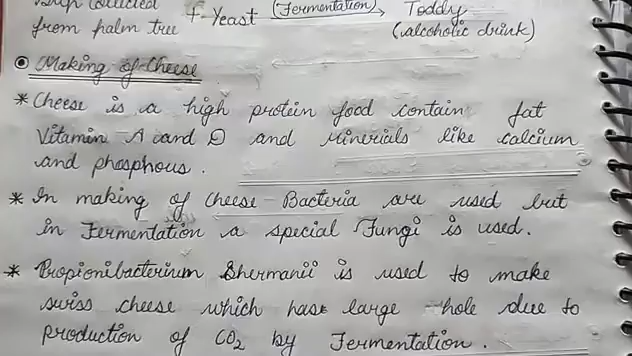 collected
from palm tree + Yeast (Fermentation) → Toddy
(alcoholic drink)
Making of Cheese
* Cheese is a high protein food contain fat
Vitamin A and D and minerials like calcium
and phosphous.
* In making of cheese Bacteria are used but
in Fermentation a special Fungi is used.
* Propionibacterium Shermanii is used to make
swiss cheese which has large hole due to
production of CO2 by Fermentation.